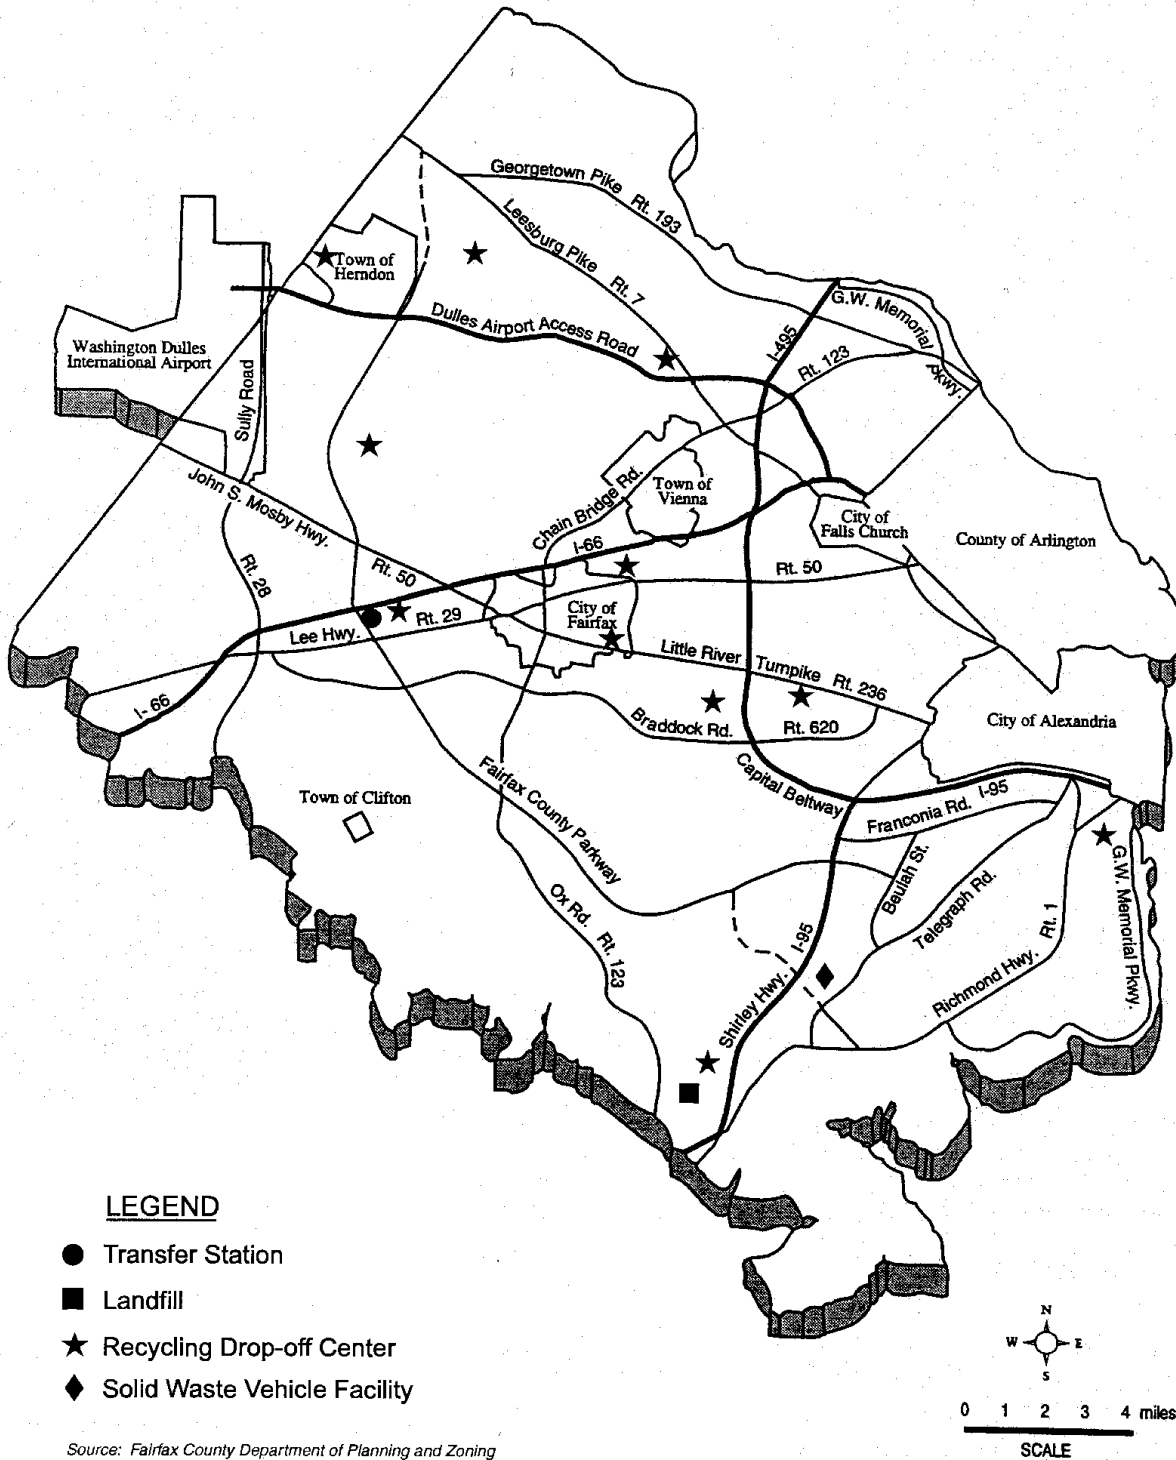 Georgetown Pike Rt. 193
Leesburg Pike Rt. 7
Town of
Herndon
G.W. Memorial Pkwy.
Dulles Airport Access Road
I-495
Rt. 123
Washington Dulles
International Airport
Sully Road
John S. Mosby Hwy.
Chain Bridge Rd.
Town of
Vienna
City of
Falls Church
County of Arlington
I-66
Rt. 50
Rt. 50
Rt. 28
City of
Fairfax
Lee Hwy.
Rt. 29
Little River Turnpike Rt. 236
I-66
Braddock Rd.
Rt. 620
City of Alexandria
Capital Beltway
Fairfax County Parkway
Town of Clifton
Franconia Rd. I-95
Beulah St.
Telegraph Rd.
G.W. Memorial Pkwy.
Ox Rd. Rt. 123
I-95
Rt. 1
Shirley Hwy.
Richmond Hwy.
LEGEND
Transfer Station
Landfill
Recycling Drop-off Center
Solid Waste Vehicle Facility
N
W E
S
0 1 2 3 4 miles
SCALE
Source: Fairfax County Department of Planning and Zoning